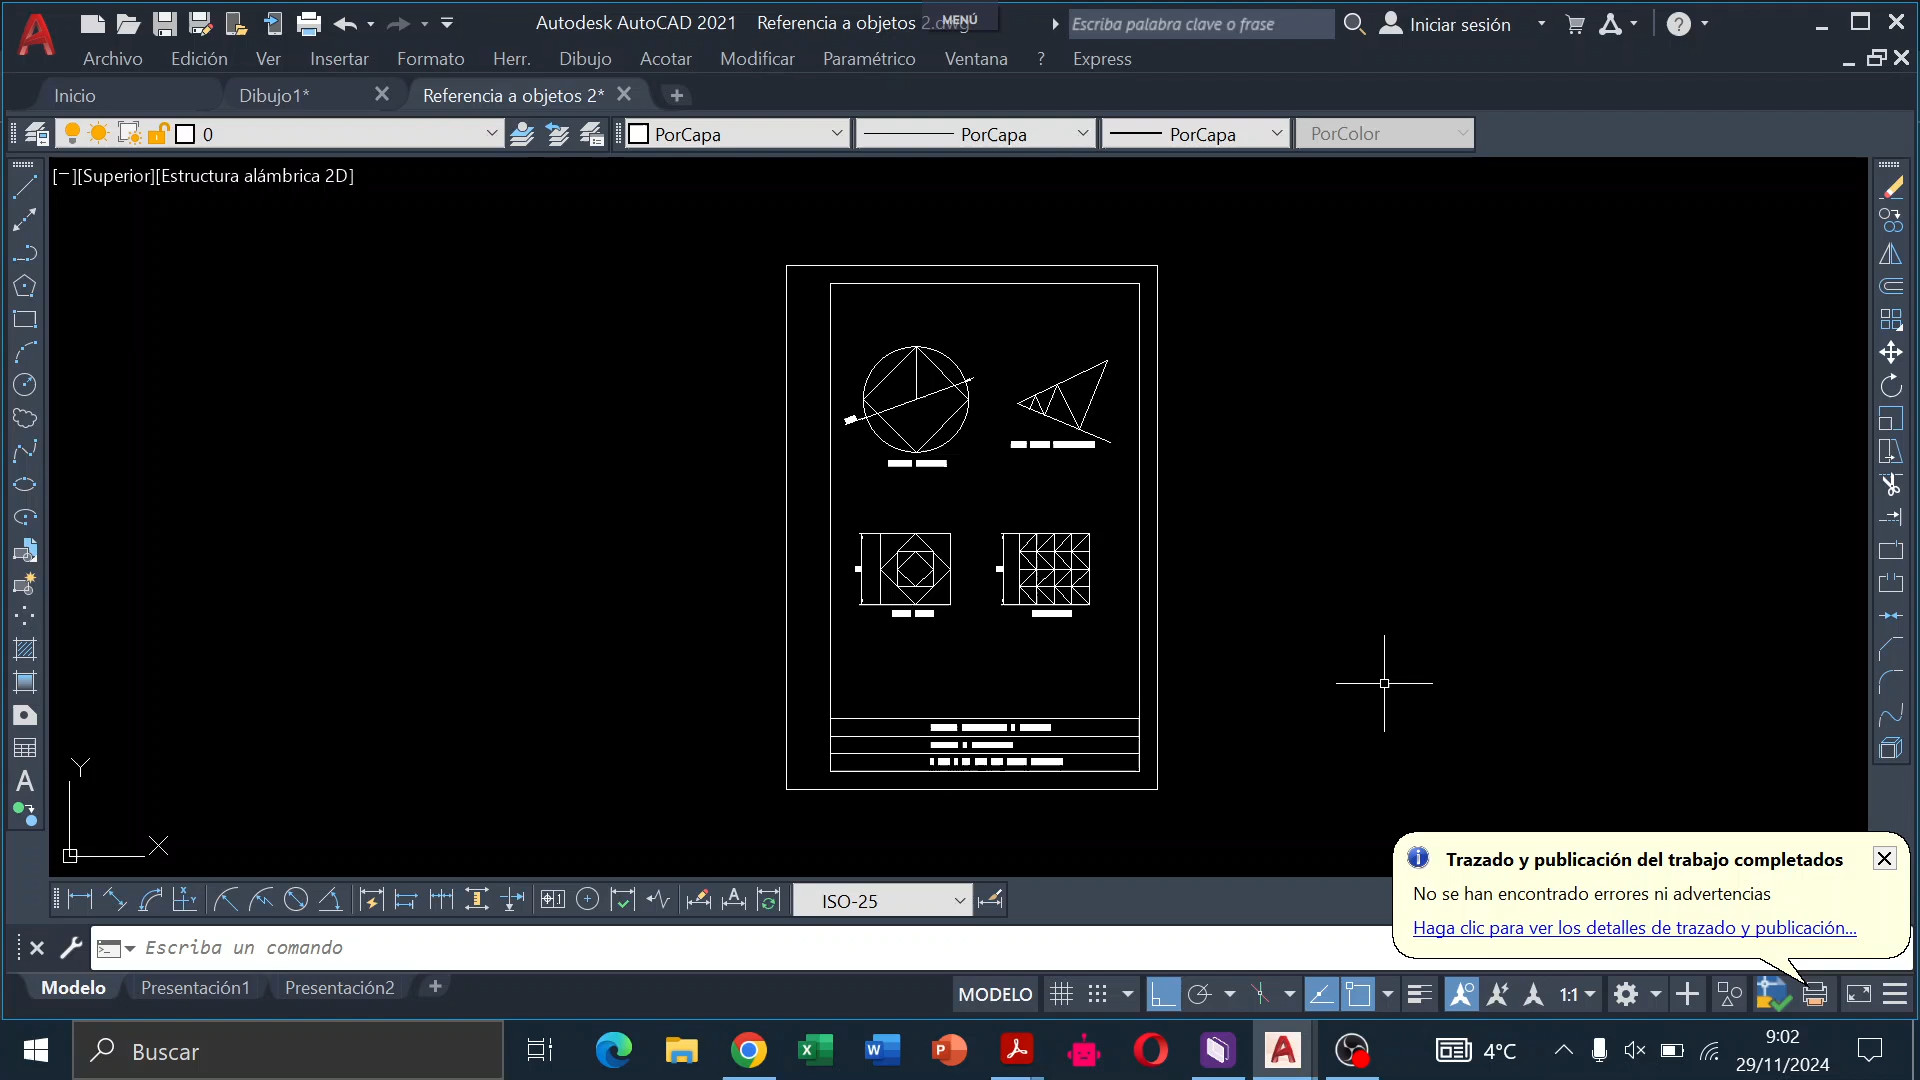 Autodesk AutoCAD 2021 Referencia a objetos 2.dwg
MENÚ
Escriba palabra clave o frase
Iniciar sesión
Archivo Edición Ver Insertar Formato Herr. Dibujo Acotar Modificar Paramétrico Ventana ? Express
Inicio Dibujo1* Referencia a objetos 2*
0 PorCapa PorCapa PorCapa PorColor
[−][Superior][Estructura alámbrica 2D]
Y
X
Trazado y publicación del trabajo completados
No se han encontrado errores ni advertencias
Haga clic para ver los detalles de trazado y publicación...
ISO-25
Escriba un comando
Modelo Presentación1 Presentación2
MODELO 1:1
Buscar
4°C
9:02
29/11/2024